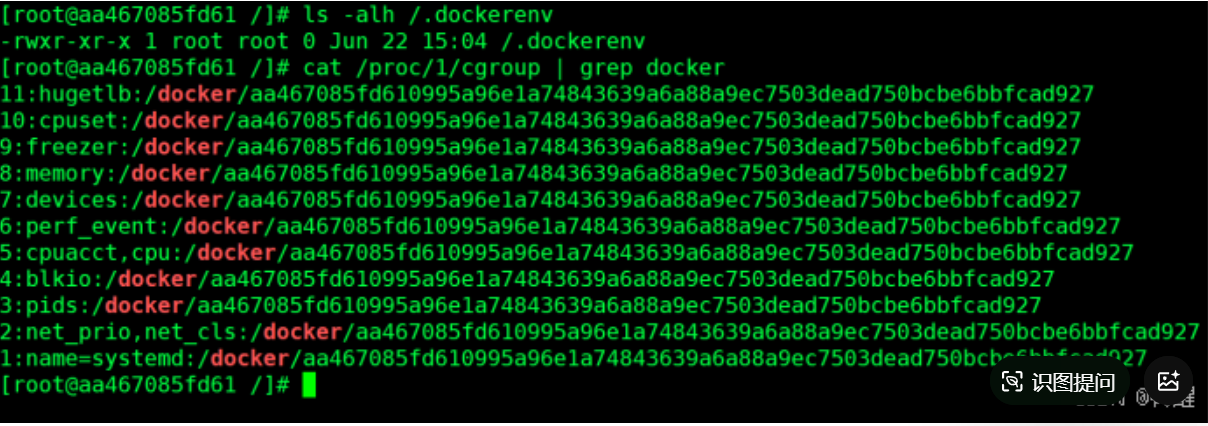 [root@aa467085fd61 /]# ls -alh /.dockerenv
-rwxr-xr-x 1 root root 0 Jun 22 15:04 /.dockerenv
[root@aa467085fd61 /]# cat /proc/1/cgroup | grep docker
11:hugetlb:/docker/aa467085fd610995a96e1a74843639a6a88a9ec7503dead750bcbe6bbfcad927
10:cpuset:/docker/aa467085fd610995a96e1a74843639a6a88a9ec7503dead750bcbe6bbfcad927
9:freezer:/docker/aa467085fd610995a96e1a74843639a6a88a9ec7503dead750bcbe6bbfcad927
8:memory:/docker/aa467085fd610995a96e1a74843639a6a88a9ec7503dead750bcbe6bbfcad927
7:devices:/docker/aa467085fd610995a96e1a74843639a6a88a9ec7503dead750bcbe6bbfcad927
6:perf_event:/docker/aa467085fd610995a96e1a74843639a6a88a9ec7503dead750bcbe6bbfcad927
5:cpuacct,cpu:/docker/aa467085fd610995a96e1a74843639a6a88a9ec7503dead750bcbe6bbfcad927
4:blkio:/docker/aa467085fd610995a96e1a74843639a6a88a9ec7503dead750bcbe6bbfcad927
3:pids:/docker/aa467085fd610995a96e1a74843639a6a88a9ec7503dead750bcbe6bbfcad927
2:net_prio,net_cls:/docker/aa467085fd610995a96e1a74843639a6a88a9ec7503dead750bcbe6bbfcad927
1:name=systemd:/docker/aa467085fd610995a96e1a74843639a6a88a9ec7503dead750bcbe6bbfcad927
[root@aa467085fd61 /]#
识图提问